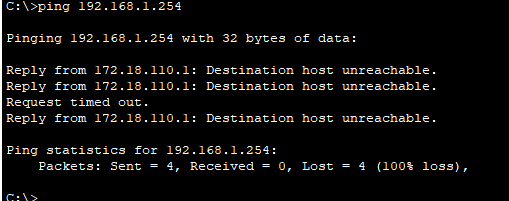 C:\>ping 192.168.1.254
Pinging 192.168.1.254 with 32 bytes of data:
Reply from 172.18.110.1: Destination host unreachable.
Reply from 172.18.110.1: Destination host unreachable.
Request timed out.
Reply from 172.18.110.1: Destination host unreachable.
Ping statistics for 192.168.1.254:
    Packets: Sent = 4, Received = 0, Lost = 4 (100% loss),
C:\>